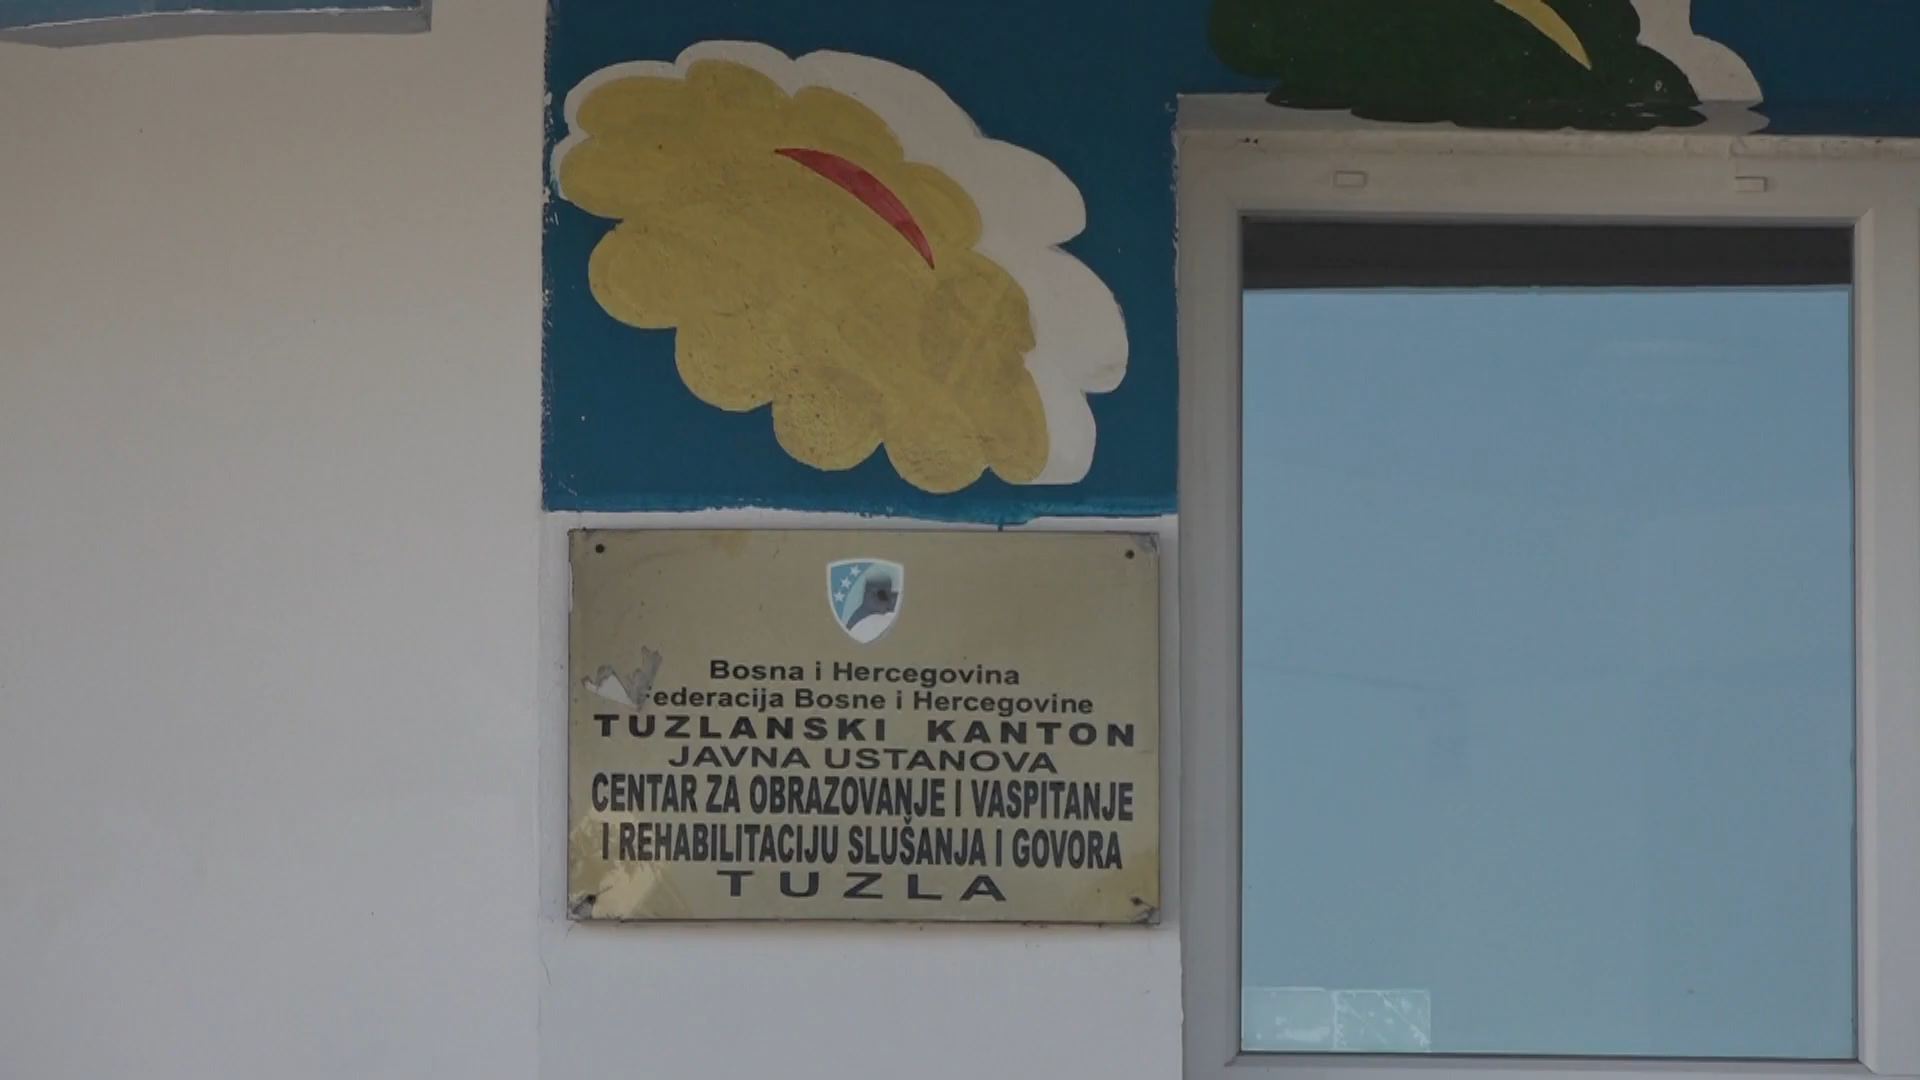 Bosna i Hercegovina
Federacija Bosne i Hercegovine
TUZLANSKI KANTON
JAVNA USTANOVA
CENTAR ZA OBRAZOVANJE I VASPITANJE
I REHABILITACIJU SLUŠANJA I GOVORA
TUZLA